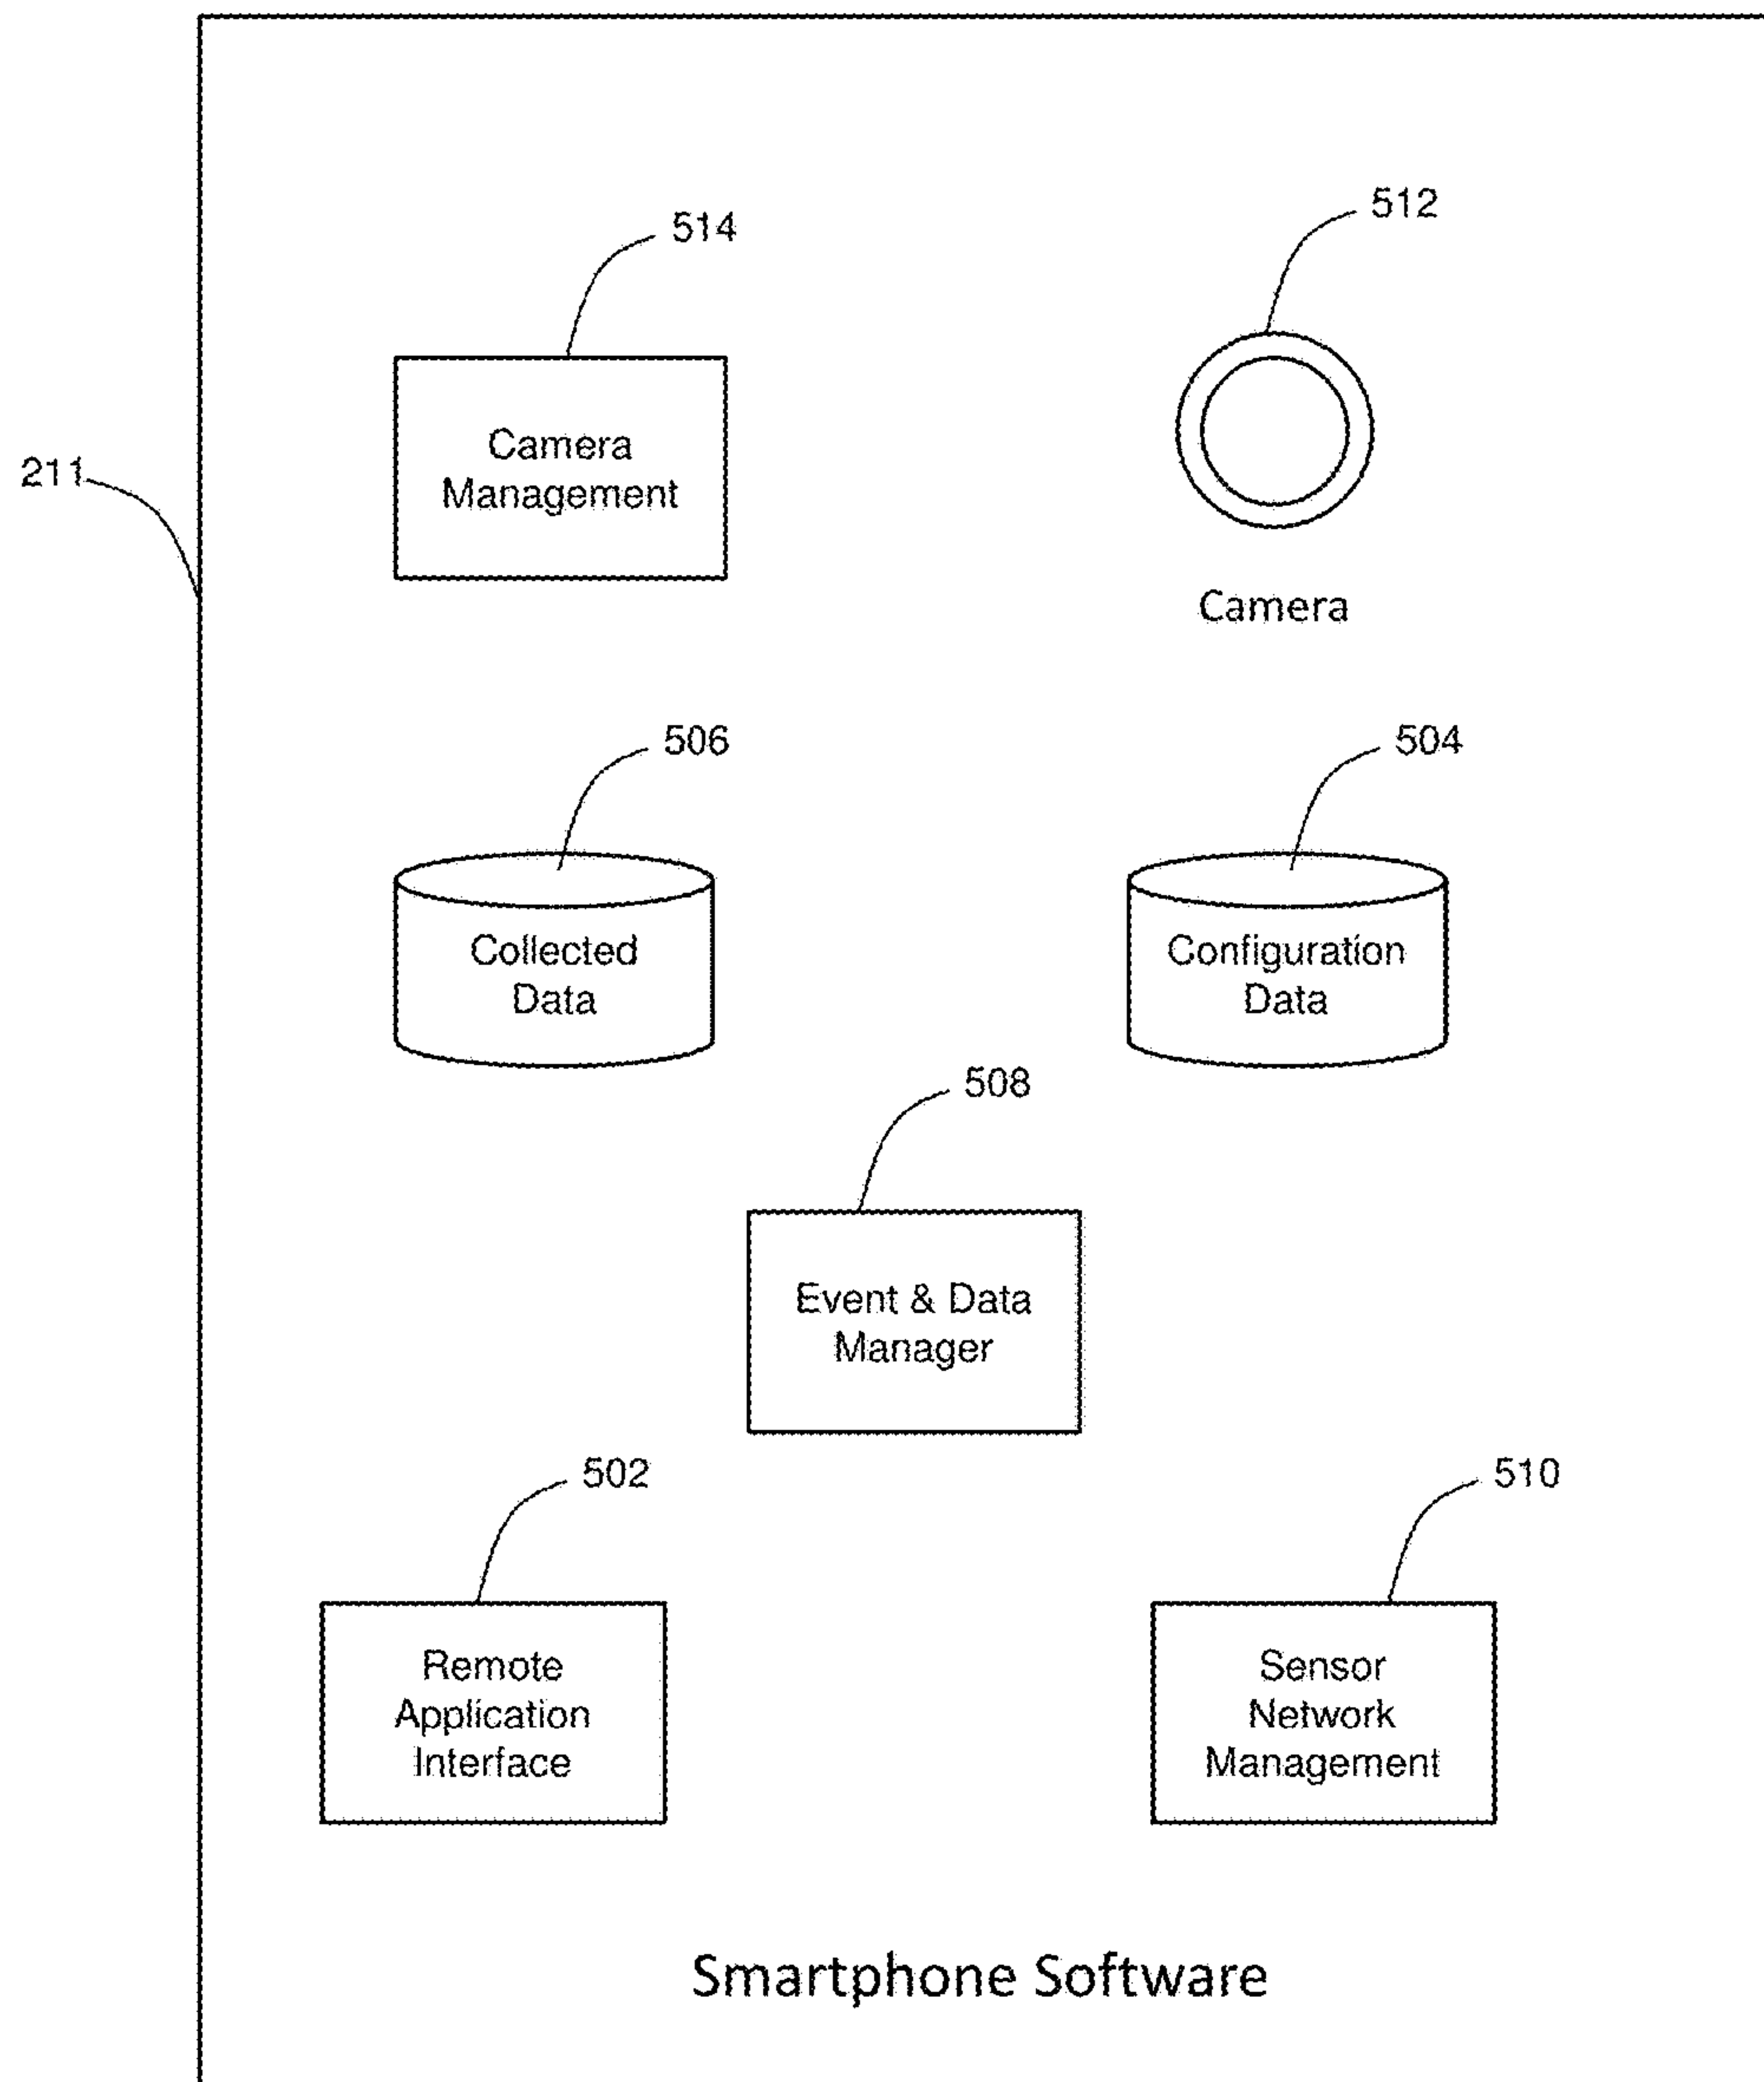 512
514
Camera
Management
211
Camera
506
504
Collected
Data
Configuration
Data
508
Event & Data
Manager
502
510
Remote
Application
Interface
Sensor
Network
Management
Smartphone Software